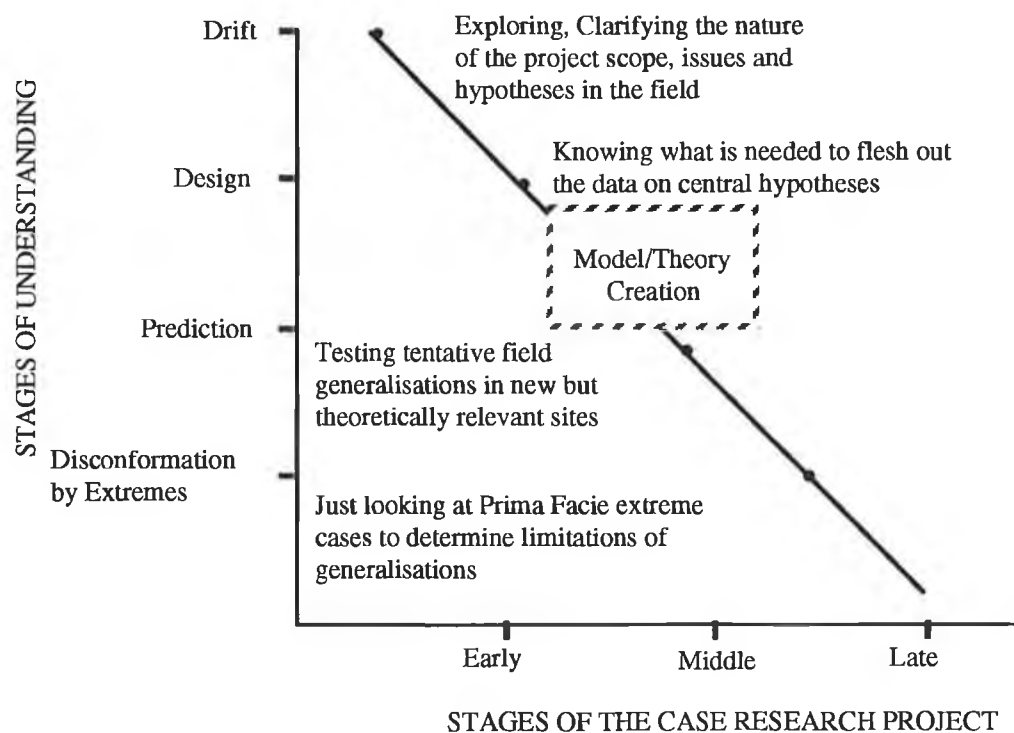 STAGES OF UNDERSTANDING
Drift
Exploring, Clarifying the nature
of the project scope, issues and
hypotheses in the field
Design
Knowing what is needed to flesh out
the data on central hypotheses
Model/Theory
Creation
Prediction
Testing tentative field
generalisations in new but
theoretically relevant sites
Disconformation
by Extremes
Just looking at Prima Facie extreme
cases to determine limitations of
generalisations
Early
Middle
Late
STAGES OF THE CASE RESEARCH PROJECT